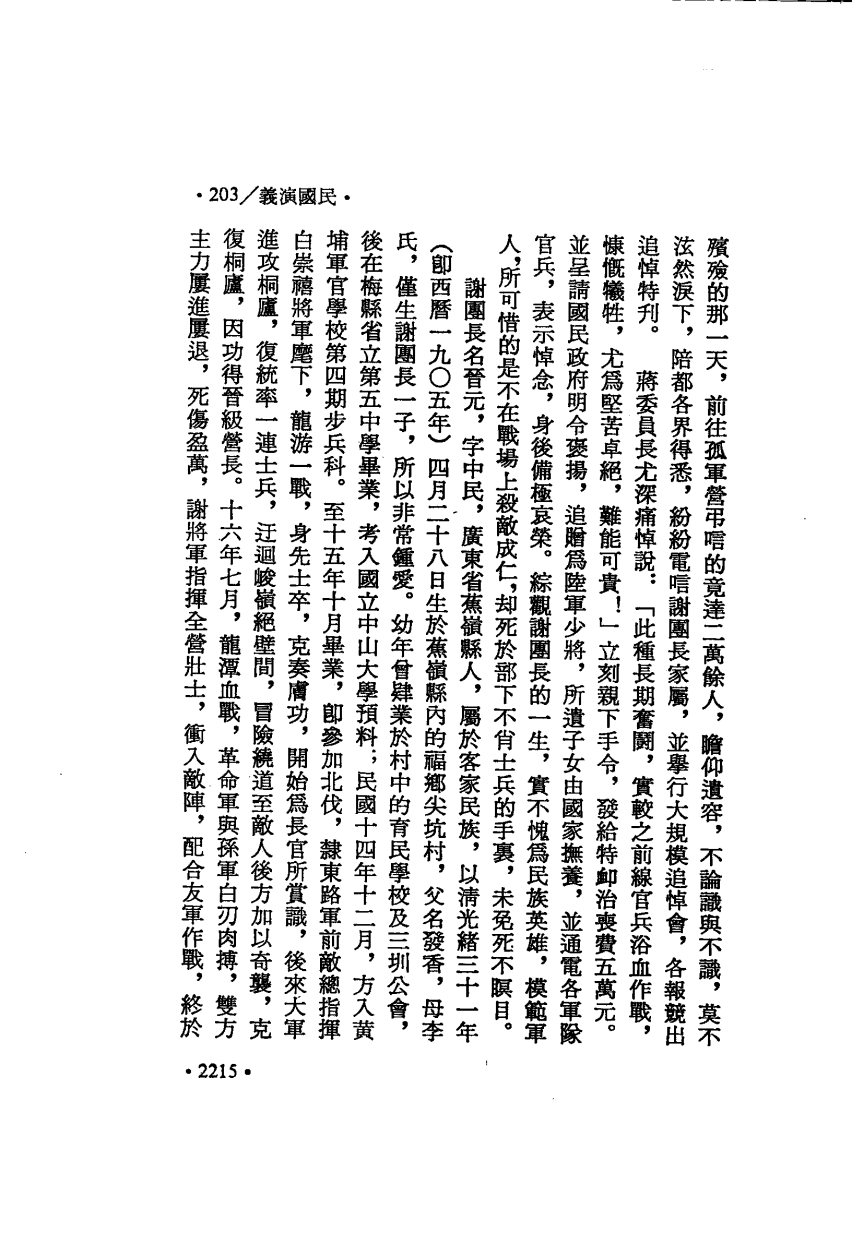 •203/義演國民•
殯殮的那一天，前往孤軍營弔唁的竟達二萬餘人，瞻仰遺容，不論識與不識，莫不
泫然淚下，陪都各界得悉，紛紛電唁謝團長家屬，並舉行大規模追悼會，各報競出
追悼特刋。　蔣委員長尤深痛悼說：「此種長期奮鬭，實較之前線官兵浴血作戰，
慷慨犧牲，尤爲堅苦卓絕，難能可貴！」立刻親下手令，發給特卹治喪費五萬元。
並呈請國民政府明令褒揚，追贈爲陸軍少將，所遺子女由國家撫養，並通電各軍隊
官兵，表示悼念，身後備極哀榮。綜觀謝團長的一生，實不愧爲民族英雄，模範軍
人，所可惜的是不在戰場上殺敵成仁，却死於部下不肖士兵的手裏，未免死不瞑目。
謝團長名晉元，字中民，廣東省蕉嶺縣人，屬於客家民族，以淸光緒三十一年
（卽西曆一九〇五年）四月二十八日生於蕉嶺縣內的福鄉尖坑村，父名發香，母李
氏，僅生謝團長一子，所以非常鍾愛。幼年曾肄業於村中的育民學校及三圳公會，
後在梅縣省立第五中學畢業，考入國立中山大學預料；民國十四年十二月，方入黃
埔軍官學校第四期步兵科。至十五年十月畢業，卽參加北伐，隸東路軍前敵總指揮
白崇禧將軍麾下，龍游一戰，身先士卒，克奏膚功，開始爲長官所賞識，後來大軍
進攻桐廬，復統率一連士兵，迂迴峻嶺絕壁間，冒險繞道至敵人後方加以奇襲，克
復桐廬，因功得晉級營長。十六年七月，龍潭血戰，革命軍與孫軍白刃肉搏，雙方
主力屢進屢退，死傷盈萬，謝將軍指揮全營壯士，衝入敵陣，配合友軍作戰，終於
•2215•